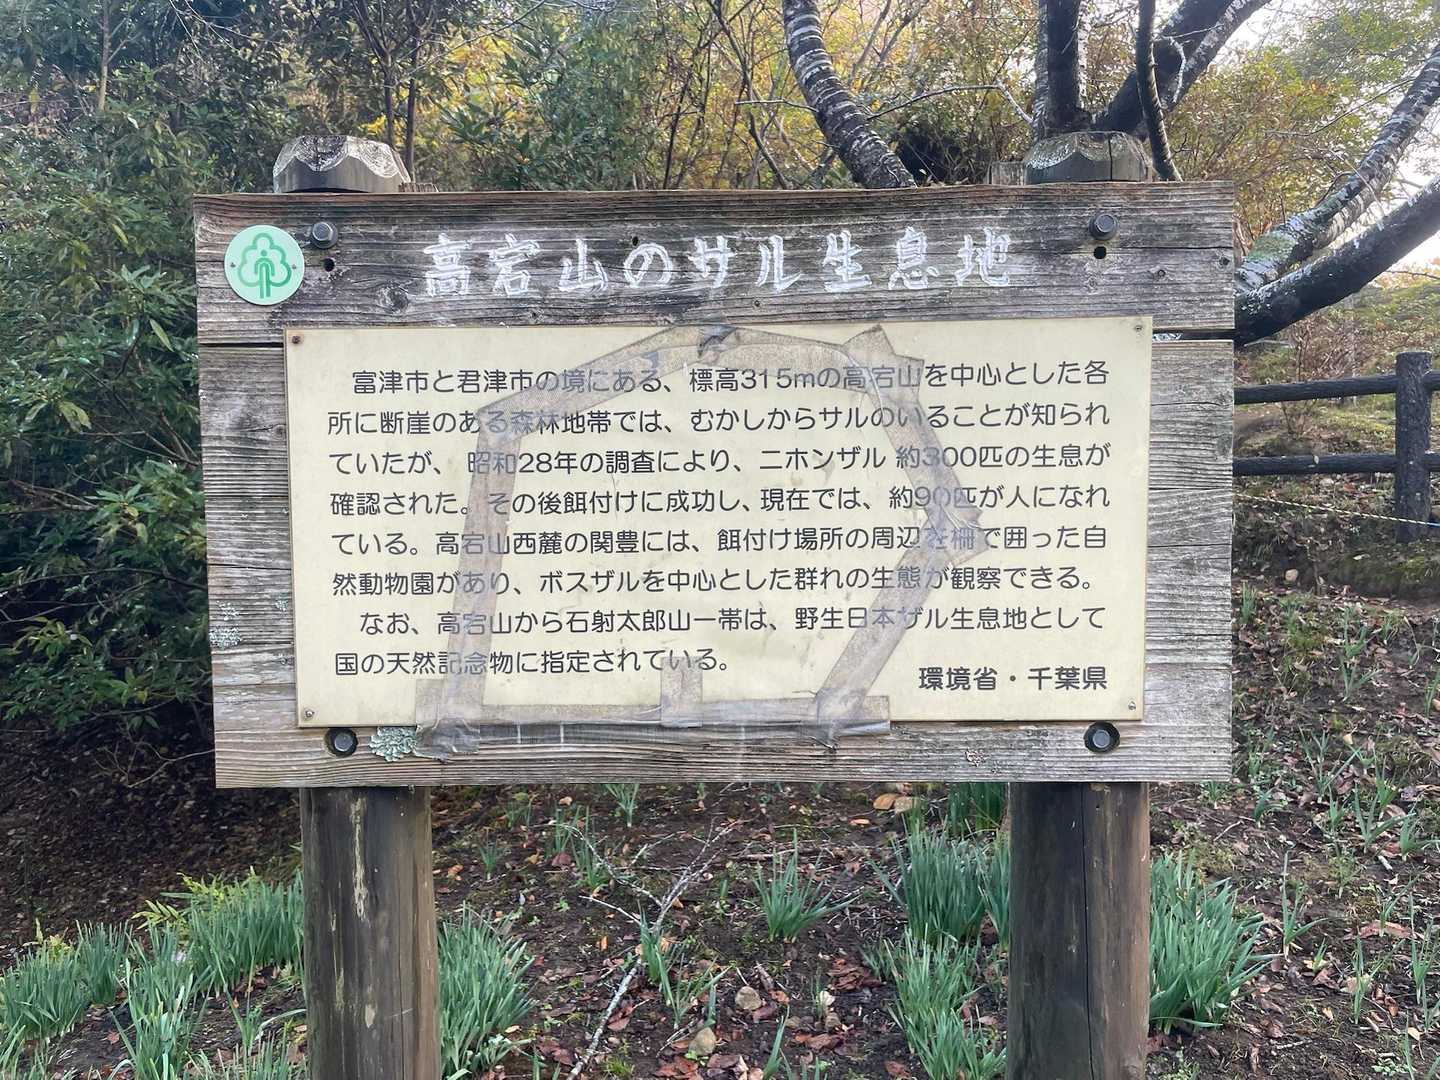 高宕山のサル生息地
富津市と君津市の境にある、標高315mの高宕山を中心とした各
所に断崖のある森林地帯では、むかしからサルのいることが知られ
ていたが、昭和28年の調査により、ニホンザル 約300匹の生息が
確認された。その後餌付けに成功し、現在では、約90匹が人になれ
ている。高宕山西麓の関豊には、餌付け場所の周辺を柵で囲った自
然動物園があり、ボスザルを中心とした群れの生態が観察できる。
なお、高宕山から石射太郎山一帯は、野生日本ザル生息地として
国の天然記念物に指定されている。
環境省・千葉県